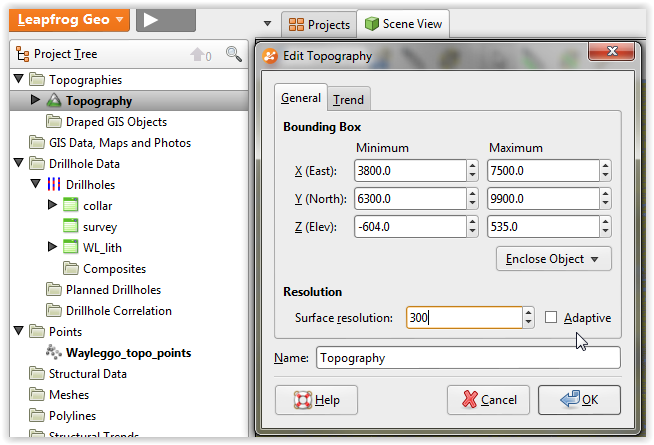 Leapfrog Geo
Projects
Scene View
Project Tree
0
Topographies
Topography
Draped GIS Objects
GIS Data, Maps and Photos
Drillhole Data
Drillholes
collar
survey
WL_lith
Composites
Planned Drillholes
Drillhole Correlation
Points
Wayleggo_topo_points
Structural Data
Meshes
Polylines
Structural Trends
Edit Topography
General
Trend
Bounding Box
Minimum Maximum
X (East): 3800.0 7500.0
Y (North): 6300.0 9900.0
Z (Elev): -604.0 535.0
Enclose Object
Resolution
Surface resolution: 300 Adaptive
Name: Topography
Help
Cancel
OK